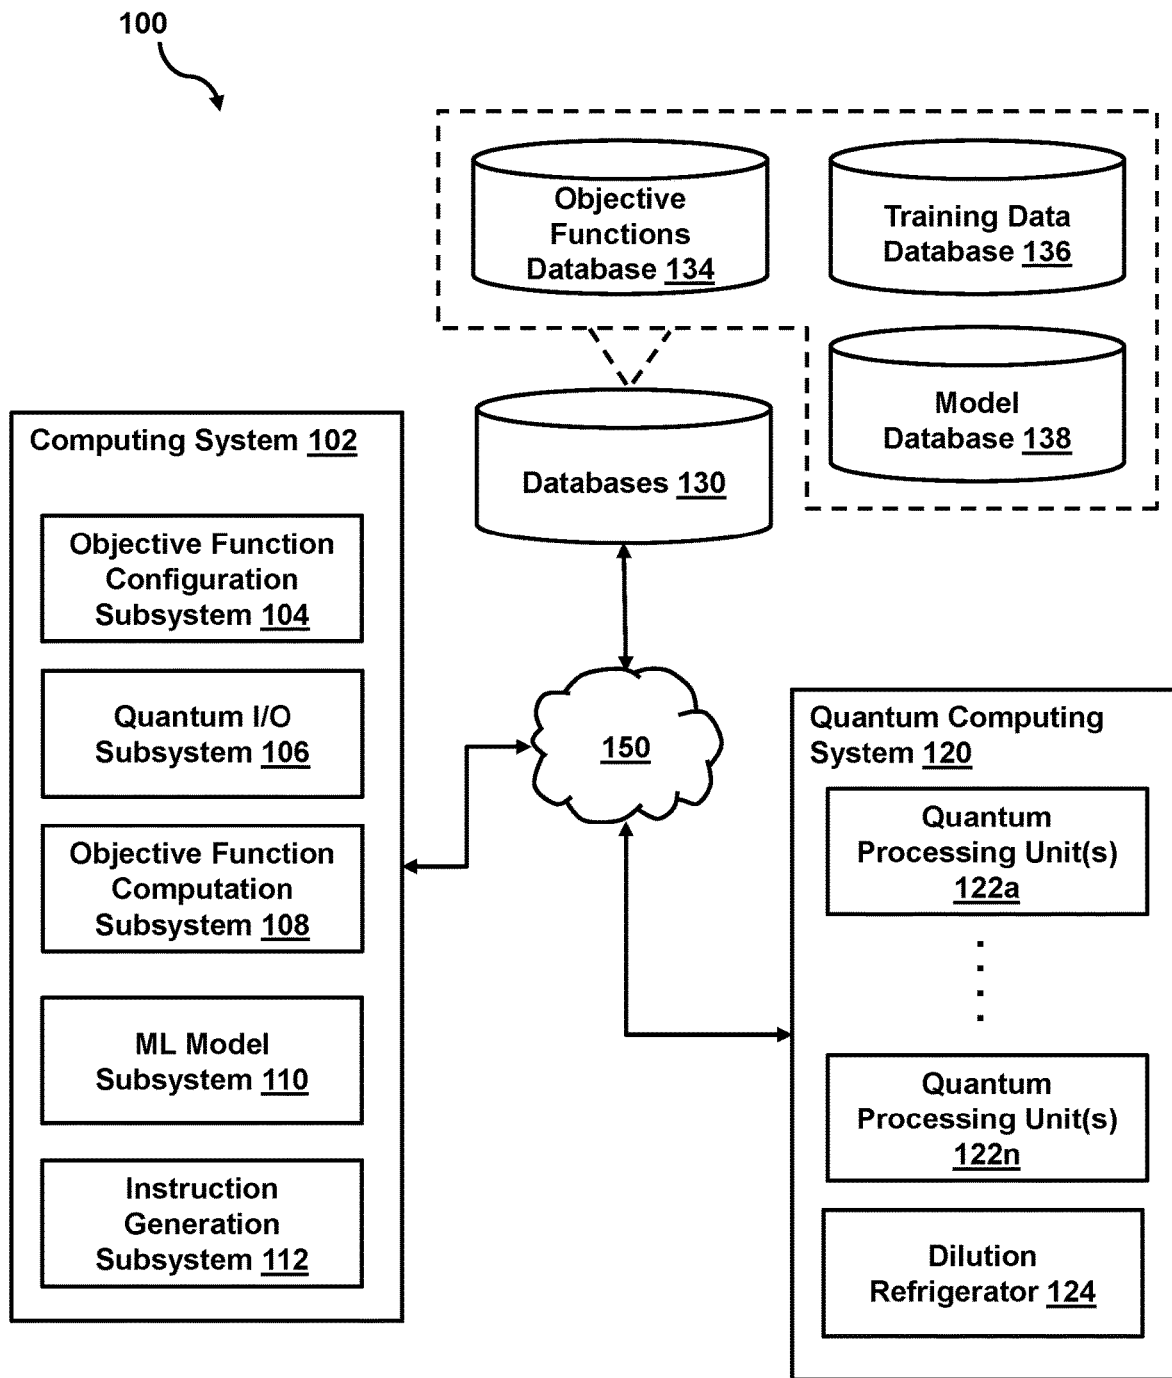 100
Objective
Functions
Database 134
Training Data
Database 136
Model
Database 138
Databases 130
Computing System 102
Objective Function
Configuration
Subsystem 104
Quantum I/O
Subsystem 106
Objective Function
Computation
Subsystem 108
ML Model
Subsystem 110
Instruction
Generation
Subsystem 112
150
Quantum Computing
System 120
Quantum
Processing Unit(s)
122a
Quantum
Processing Unit(s)
122n
Dilution
Refrigerator 124